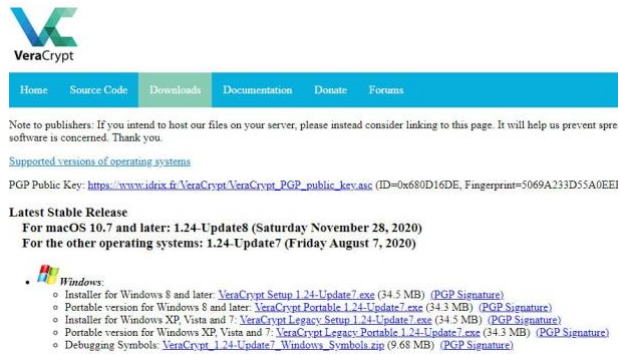 VeraCrypt
Home Source Code Downloads Documentation Donate Forums
Note to publishers: If you intend to host our files on your server, please instead consider linking to this page. It will help us prevent spre
software is concerned. Thank you.
Supported versions of operating systems
PGP Public Key: https://www.idrix.fr/VeraCrypt/VeraCrypt_PGP_public_key.asc (ID=0x680D16DE, Fingerprint=5069A233D55A0EEB
Latest Stable Release
For macOS 10.7 and later: 1.24-Update8 (Saturday November 28, 2020)
For the other operating systems: 1.24-Update7 (Friday August 7, 2020)
Windows:
Installer for Windows 8 and later: VeraCrypt Setup 1.24-Update7.exe (34.5 MB) (PGP Signature)
Portable version for Windows 8 and later: VeraCrypt Portable 1.24-Update7.exe (34.3 MB) (PGP Signature)
Installer for Windows XP, Vista and 7: VeraCrypt Legacy Setup 1.24-Update7.exe (34.5 MB) (PGP Signature)
Portable version for Windows XP, Vista and 7: VeraCrypt Legacy Portable 1.24-Update7.exe (34.3 MB) (PGP Signature)
Debugging Symbols: VeraCrypt_1.24-Update7_Windows_Symbols.zip (9.68 MB) (PGP Signature)